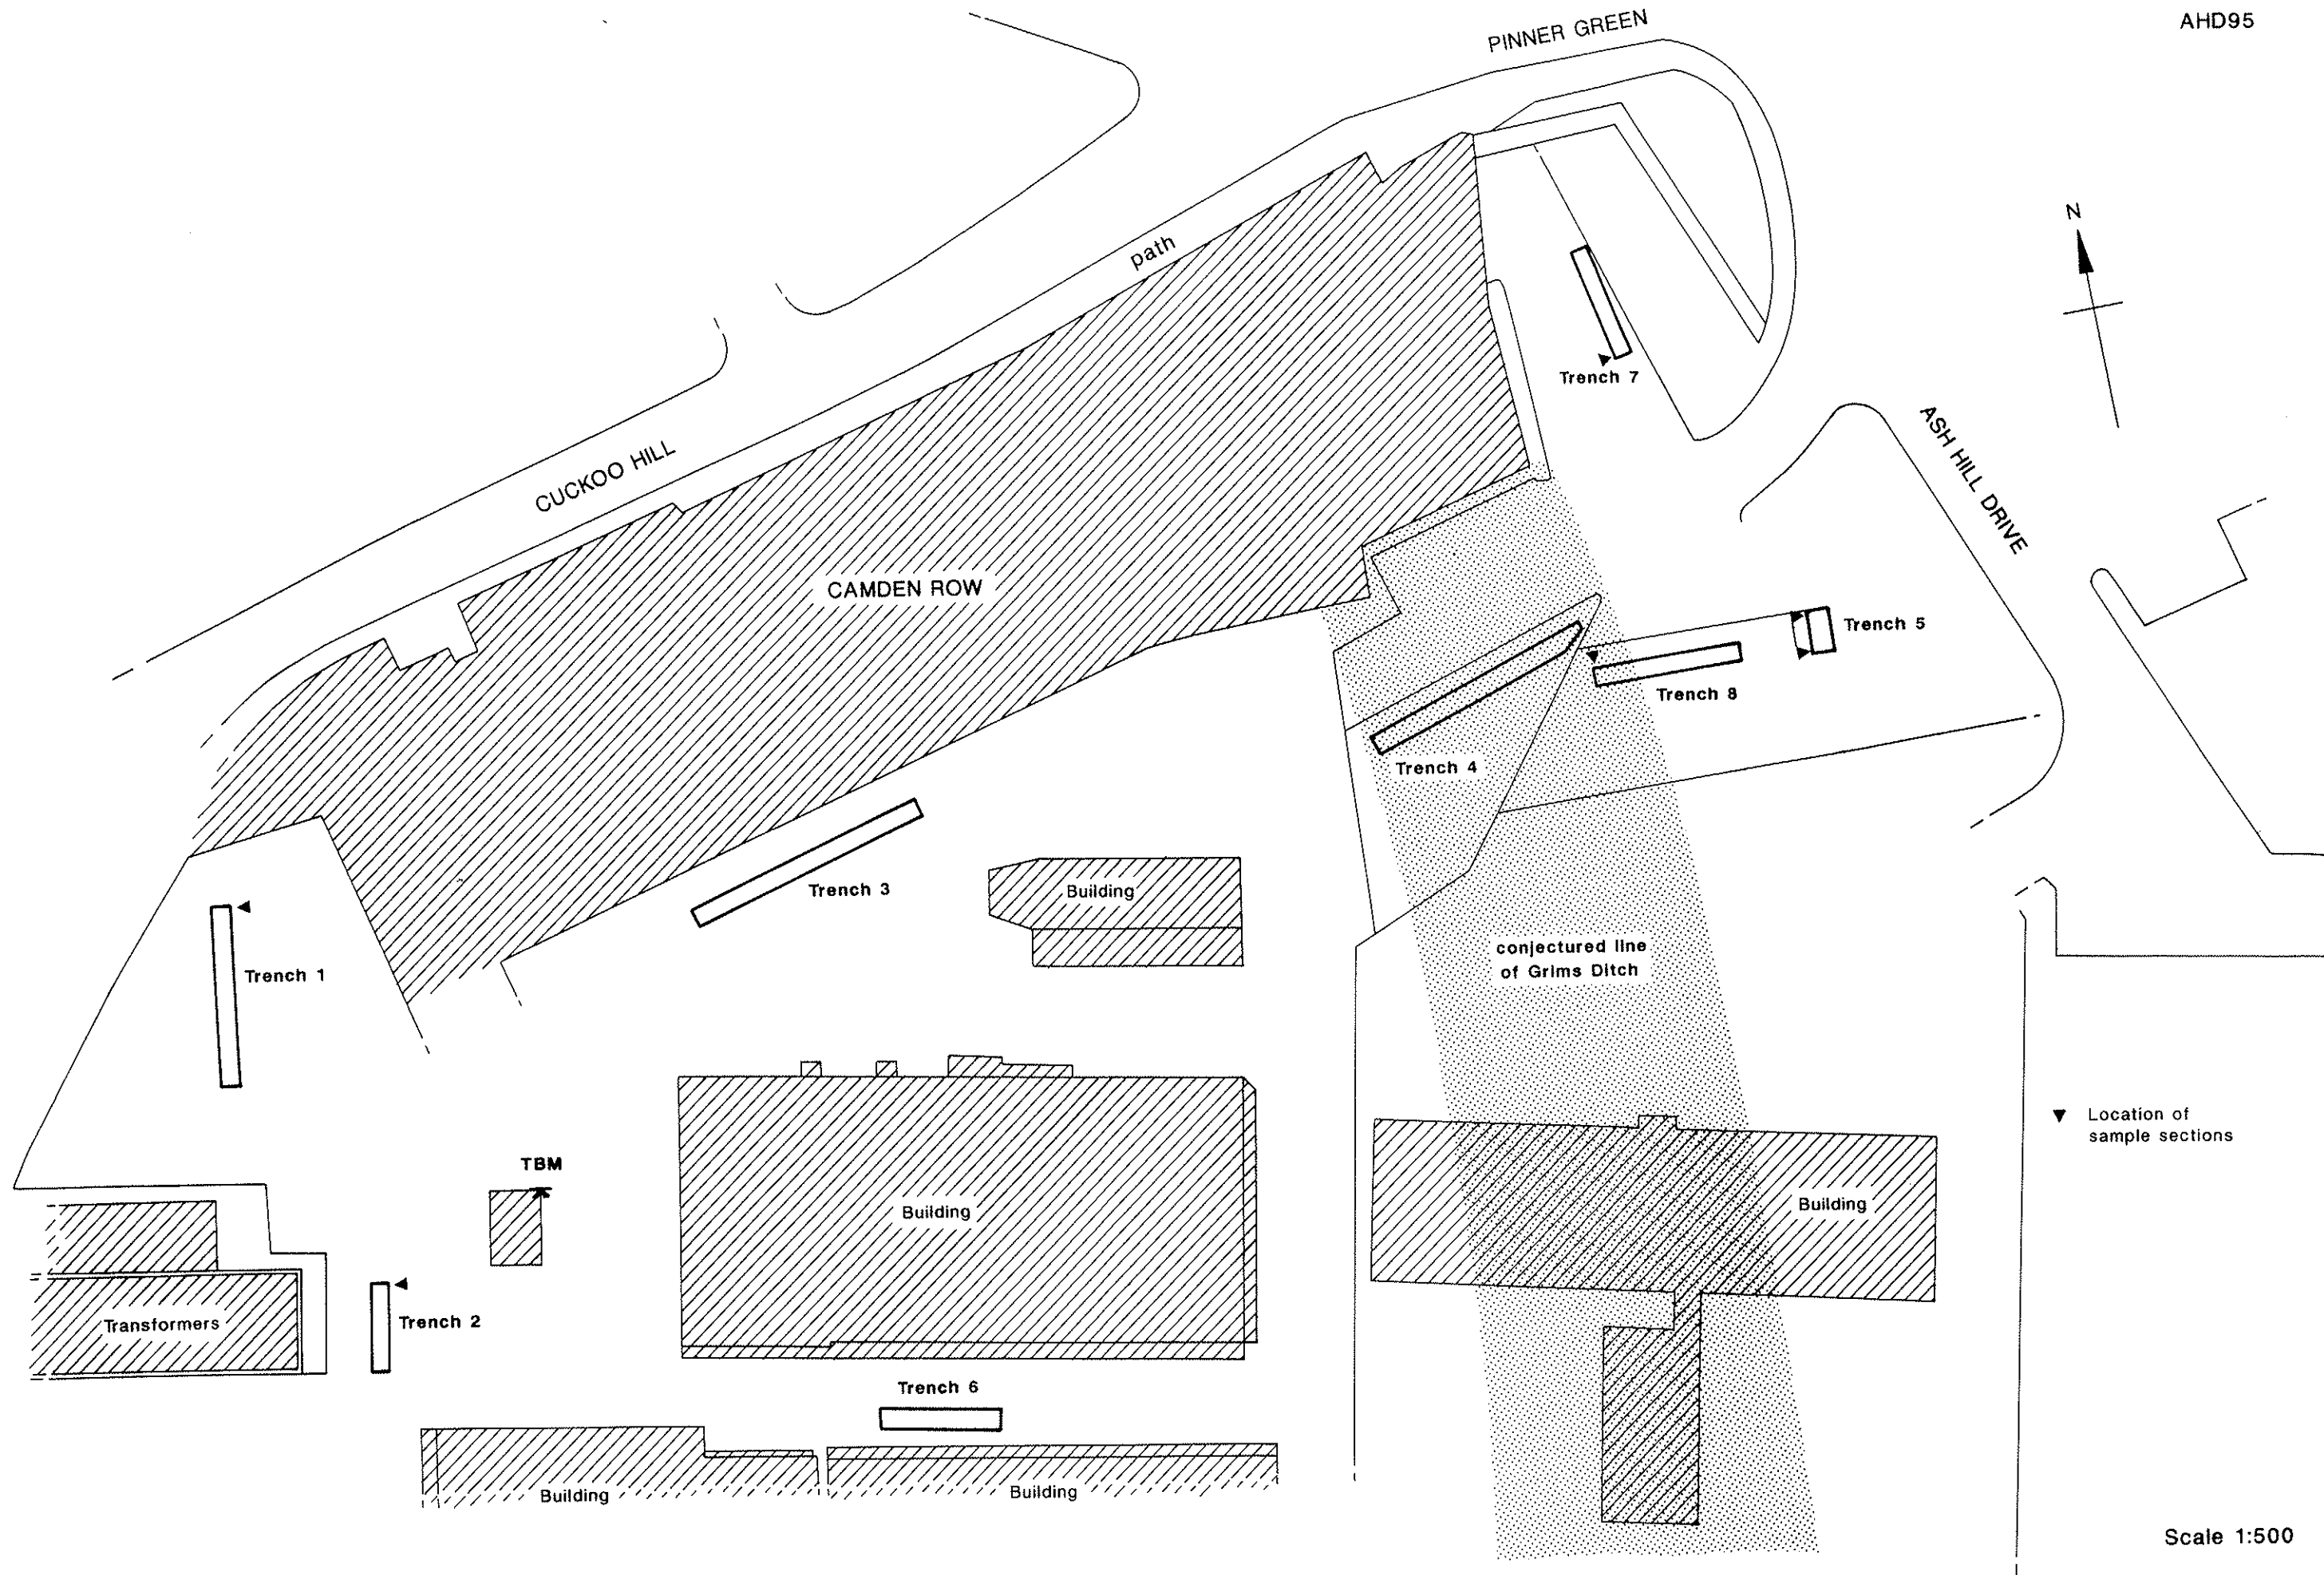 AHD95
PINNER GREEN
N
path
Trench 7
ASH HILL DRIVE
CUCKOO HILL
CAMDEN ROW
Trench 5
Trench 8
Trench 4
Trench 3
Building
conjectured line
of Grims Ditch
Trench 1
Location of
sample sections
TBM
Building
Building
Transformers
Trench 2
Trench 6
Building
Building
Scale 1:500